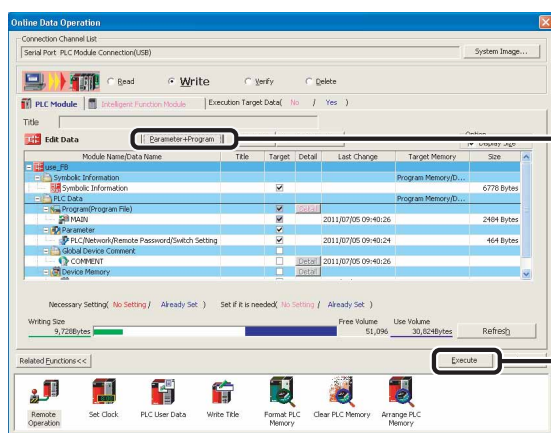 Online Data Operation
Connection Channel List
Serial Port PLC Module Connection(USB)
System Image...
Read
Write
Verify
Delete
PLC Module
Intelligent Function Module
Execution Target Data( No / Yes )
Title
Edit Data
Parameter+Program
Option
Display Size
Module Name/Data Name Title Target Detail Last Change Target Memory Size
use_FB
Symbolic Information Program Memory/D...
Symbolic Information 6778 Bytes
PLC Data Program Memory/D...
Program(Program File) Detail
MAIN 2011/07/05 09:40:26 2484 Bytes
Parameter
PLC/Network/Remote Password/Switch Setting 2011/07/05 09:40:24 464 Bytes
Global Device Comment
COMMENT Detail 2011/07/05 09:40:26
Device Memory Detail
Necessary Setting( No Setting / Already Set ) Set if it is needed( No Setting / Already Set )
Writing Size
9,728Bytes
Free Volume
51,096
Use Volume
30,824Bytes
Refresh
Related Functions<<
Execute
Remote Operation
Set Clock
PLC User Data
Write Title
Format PLC Memory
Clear PLC Memory
Arrange PLC Memory